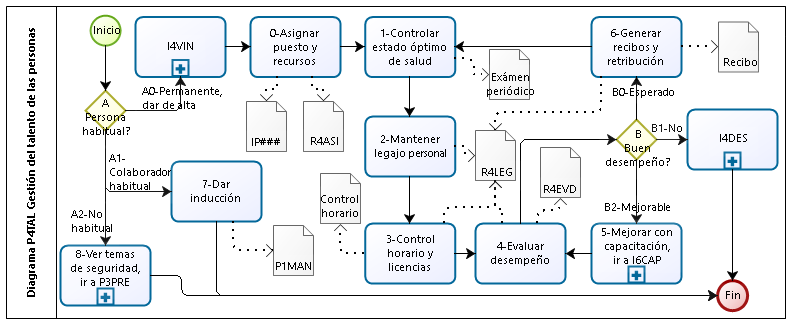 Diagrama P4TAL Gestión del talento de las personas
Inicio
A
Persona
habitual?
A0-Permanente,
dar de alta
I4VIN
0-Asignar
puesto y
recursos
IP###
R4ASI
1-Controlar
estado óptimo
de salud
Exámen
periódico
6-Generar
recibos y
retribución
Recibo
B0-Esperado
B
Buen
desempeño?
B1-No
I4DES
2-Mantener
legajo personal
R4LEG
R4EVD
A1-
Colaborador
habitual
7-Dar
inducción
P1MAN
Control
horario
3-Control
horario y
licencias
4-Evaluar
desempeño
B2-Mejorable
5-Mejorar con
capacitación,
ir a I6CAP
A2-No
habitual
8-Ver temas
de seguridad,
ir a P3PRE
Fin